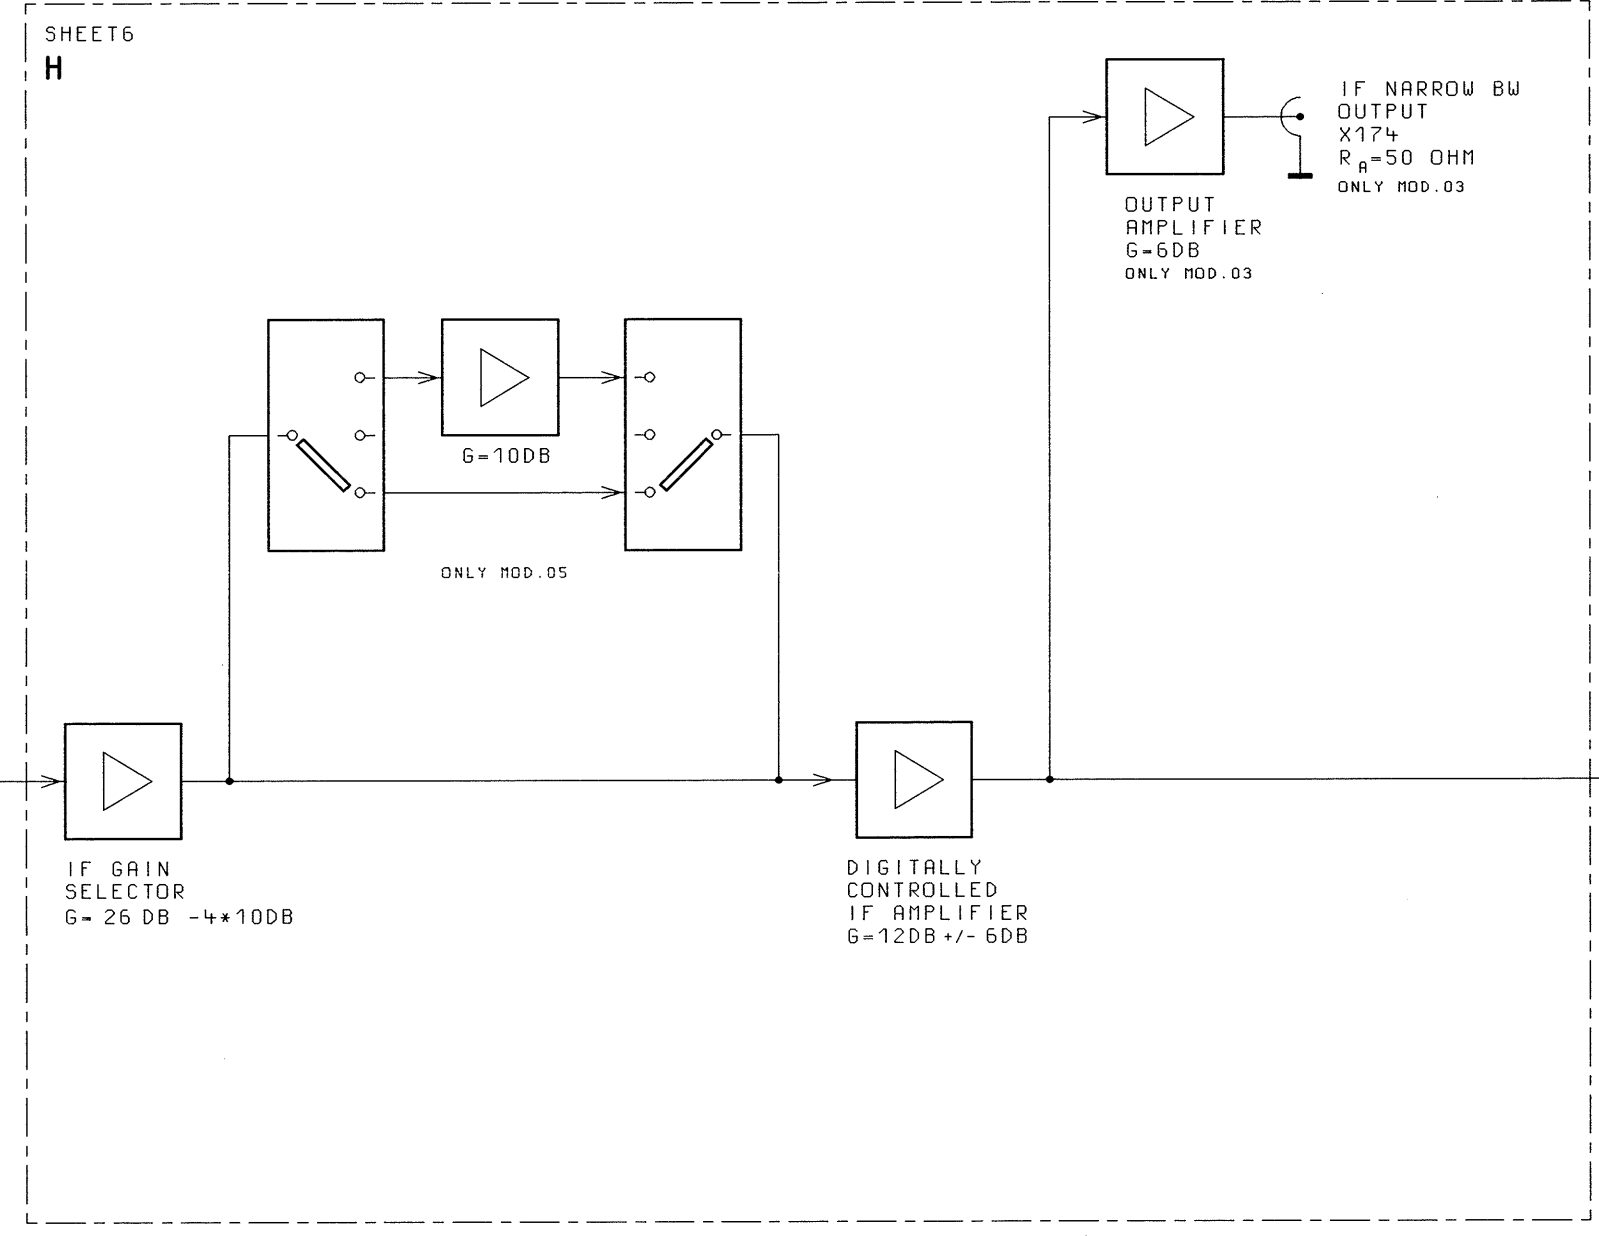 SHEET6
H
IF NARROW BW
OUTPUT
X174
R A=50 OHM
ONLY MOD.03
OUTPUT
AMPLIFIER
G=6DB
ONLY MOD.03
G=10DB
ONLY MOD.05
IF GAIN
SELECTOR
G= 26 DB -4*10DB
DIGITALLY
CONTROLLED
IF AMPLIFIER
G=12DB +/- 6DB